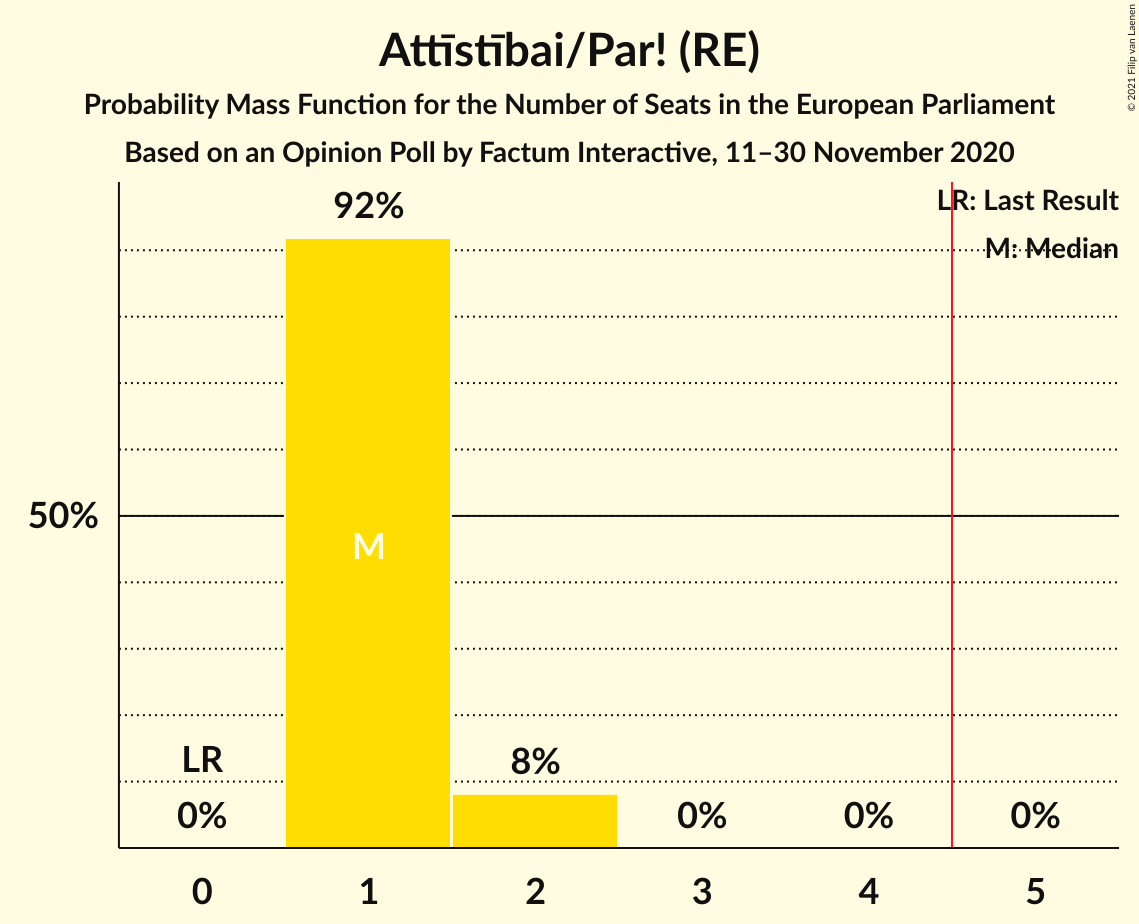 Attīstībai/Par! (RE)
Probability Mass Function for the Number of Seats in the European Parliament
Based on an Opinion Poll by Factum Interactive, 11–30 November 2020
© 2021 Filip van Laenen
LR: Last Result
M: Median
92%
50%
M
LR
8%
0%
0%
0%
0%
0
1
2
3
4
5